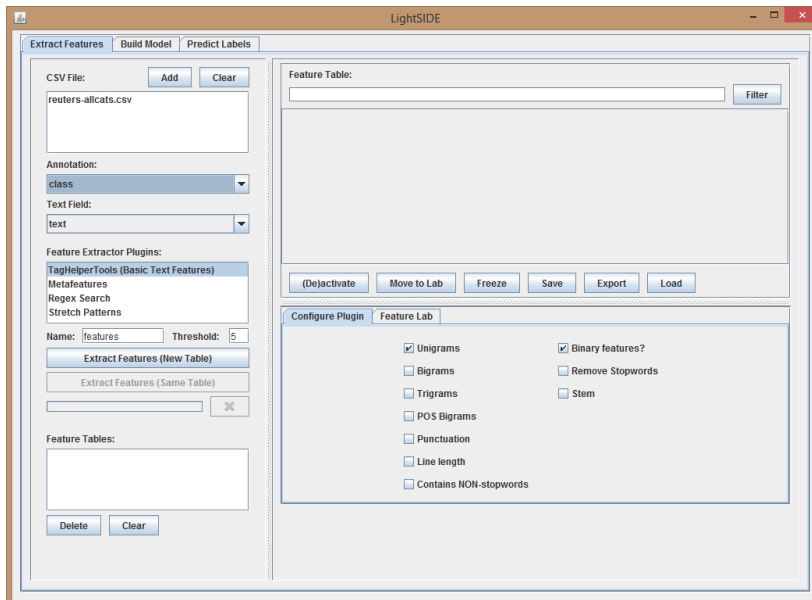 LightSIDE
Extract Features Build Model Predict Labels
CSV File: Add Clear
reuters-allcats.csv
Annotation:
class
Text Field:
text
Feature Extractor Plugins:
TagHelperTools (Basic Text Features)
Metafeatures
Regex Search
Stretch Patterns
Name: features Threshold: 5
Extract Features (New Table)
Extract Features (Same Table)
Feature Tables:
Delete Clear
Feature Table:
Filter
(De)activate Move to Lab Freeze Save Export Load
Configure Plugin Feature Lab
Unigrams Binary features?
Bigrams Remove Stopwords
Trigrams Stem
POS Bigrams
Punctuation
Line length
Contains NON-stopwords